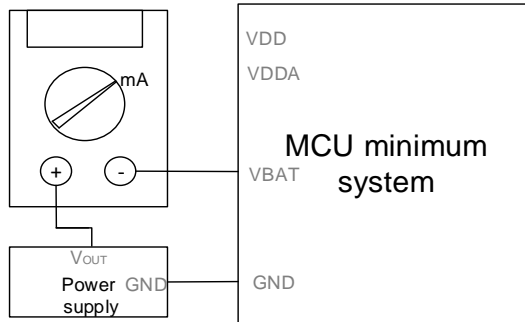 mA
+
-
VDD
VDDA
MCU minimum
system
VBAT
VOUT
Power
supply
GND
GND